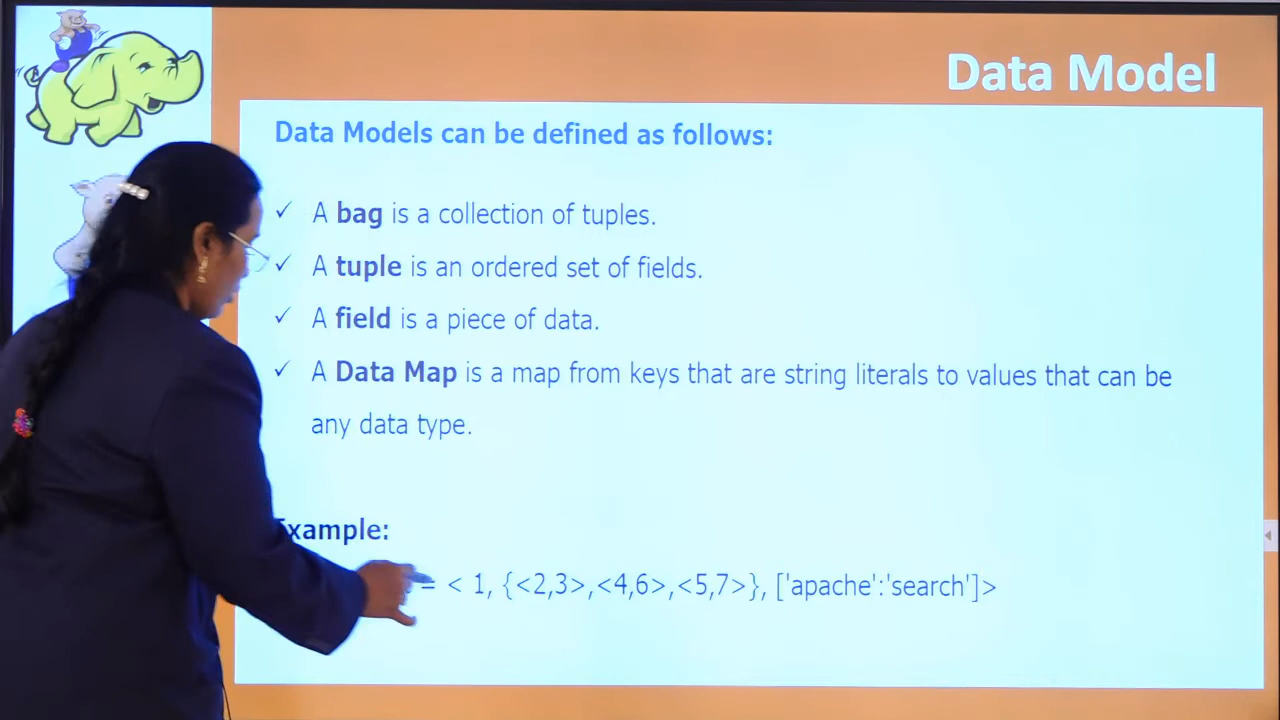 Data Model
Data Models can be defined as follows:
✓ A bag is a collection of tuples.
✓ A tuple is an ordered set of fields.
✓ A field is a piece of data.
✓ A Data Map is a map from keys that are string literals to values that can be
any data type.
Example:
= < 1, {<2,3>,<4,6>,<5,7>}, ['apache':'search']>